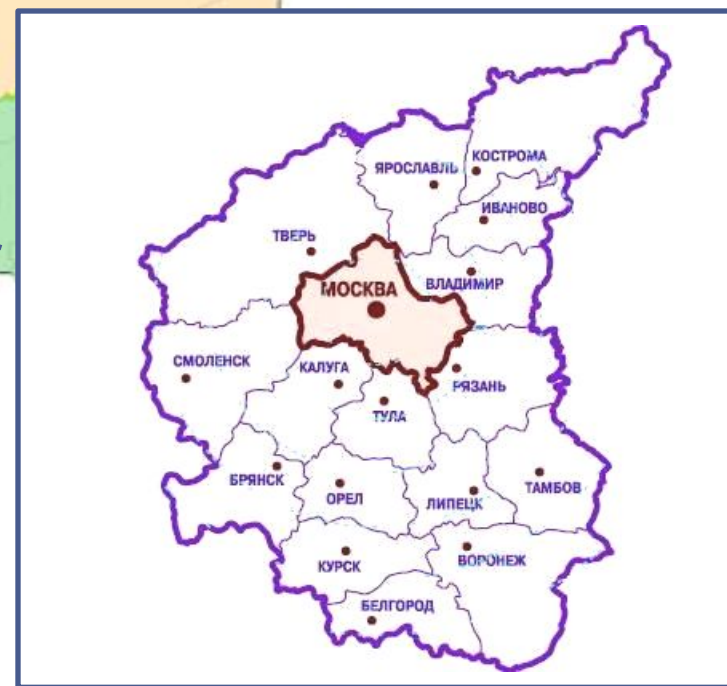 КОСТРОМА
ЯРОСЛАВЛЬ
ИВАНОВО
ТВЕРЬ
ВЛАДИМИР
МОСКВА
СМОЛЕНСК
КАЛУГА
РЯЗАНЬ
ТУЛА
БРЯНСК
ОРЕЛ
ЛИПЕЦК
ТАМБОВ
КУРСК
ВОРОНЕЖ
БЕЛГОРОД